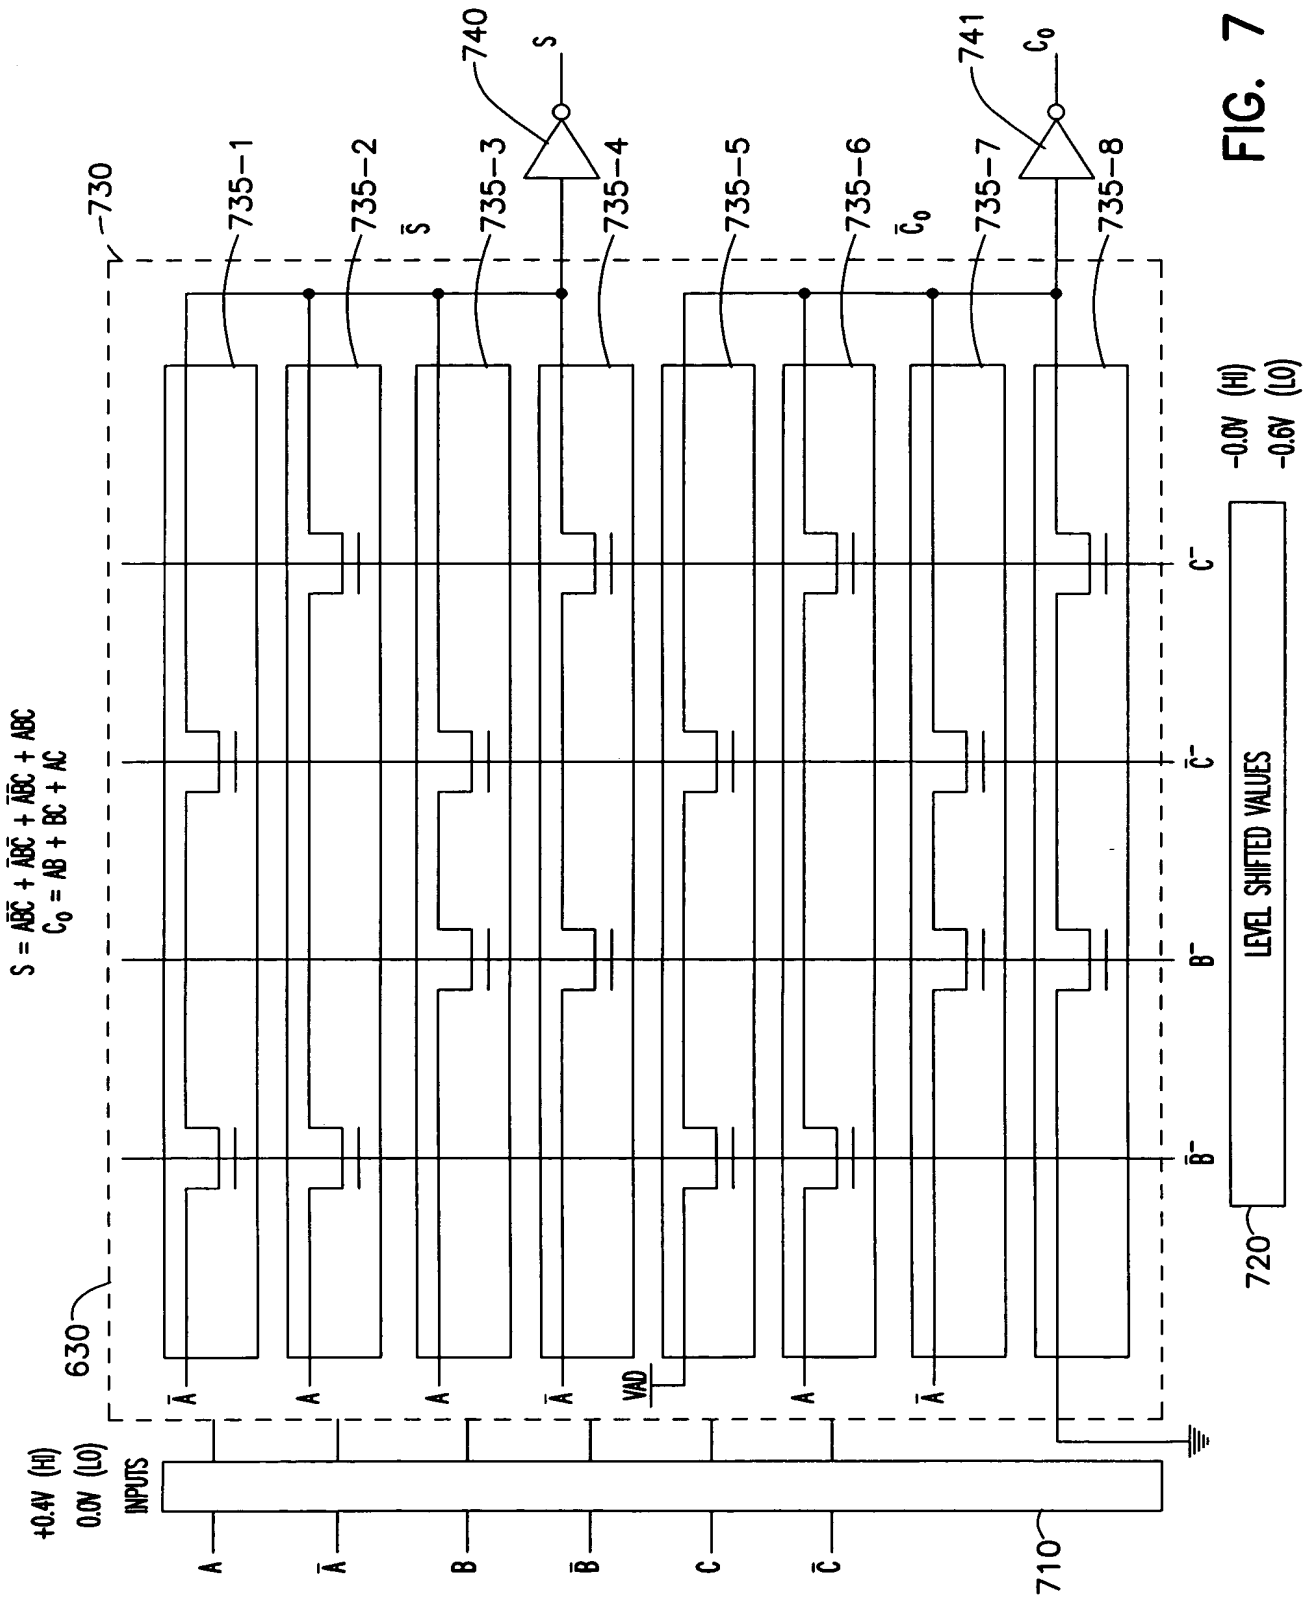 S = AB̅C̅ + A̅BC̅ + A̅B̅C + ABC
C₀ = AB + BC + AC
+0.4V (HI)
0.0V (LO)
INPUTS
630
730
A
A̅
B
B̅
C
C̅
710
A̅
A
A
A̅
VAD
A
A̅
735-1
735-2
S̅
735-3
735-4
735-5
735-6
C̅₀
735-7
735-8
740
S
741
C₀
B̅⁻
B⁻
C̅⁻
C⁻
720
LEVEL SHIFTED VALUES
-0.0V (HI)
-0.6V (LO)
FIG. 7